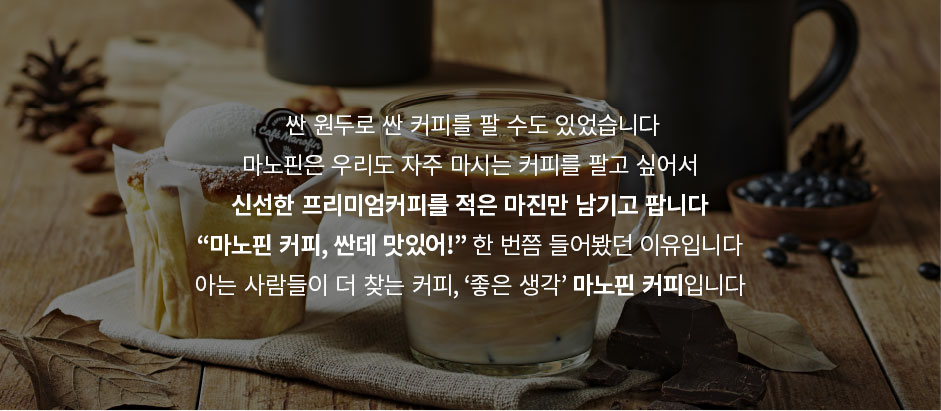 Café Manoffin
싼 원두로 싼 커피를 팔 수도 있었습니다
마노핀은 우리도 자주 마시는 커피를 팔고 싶어서
신선한 프리미엄커피를 적은 마진만 남기고 팝니다
“마노핀 커피, 싼데 맛있어!” 한 번쯤 들어봤던 이유입니다
아는 사람들이 더 찾는 커피, ‘좋은 생각’ 마노핀 커피입니다